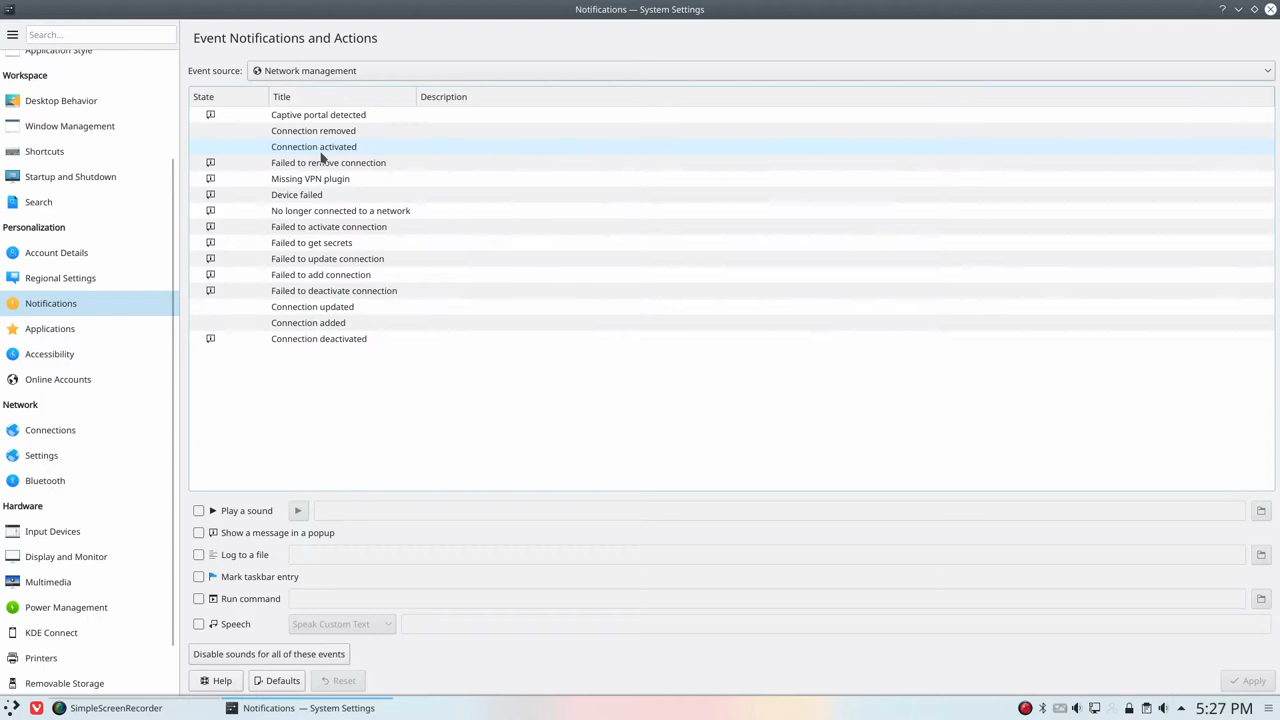 Notifications — System Settings
Search...
Application Style
Workspace
Desktop Behavior
Window Management
Shortcuts
Startup and Shutdown
Search
Personalization
Account Details
Regional Settings
Notifications
Applications
Accessibility
Online Accounts
Network
Connections
Settings
Bluetooth
Hardware
Input Devices
Display and Monitor
Multimedia
Power Management
KDE Connect
Printers
Removable Storage
Event Notifications and Actions
Event source: Network management
State Title Description
Captive portal detected
Connection removed
Connection activated
Failed to remove connection
Missing VPN plugin
Device failed
No longer connected to a network
Failed to activate connection
Failed to get secrets
Failed to update connection
Failed to add connection
Failed to deactivate connection
Connection updated
Connection added
Connection deactivated
Play a sound
Show a message in a popup
Log to a file
Mark taskbar entry
Run command
Speech Speak Custom Text
Disable sounds for all of these events
Help Defaults Reset Apply
SimpleScreenRecorder Notifications — System Settings 5:27 PM